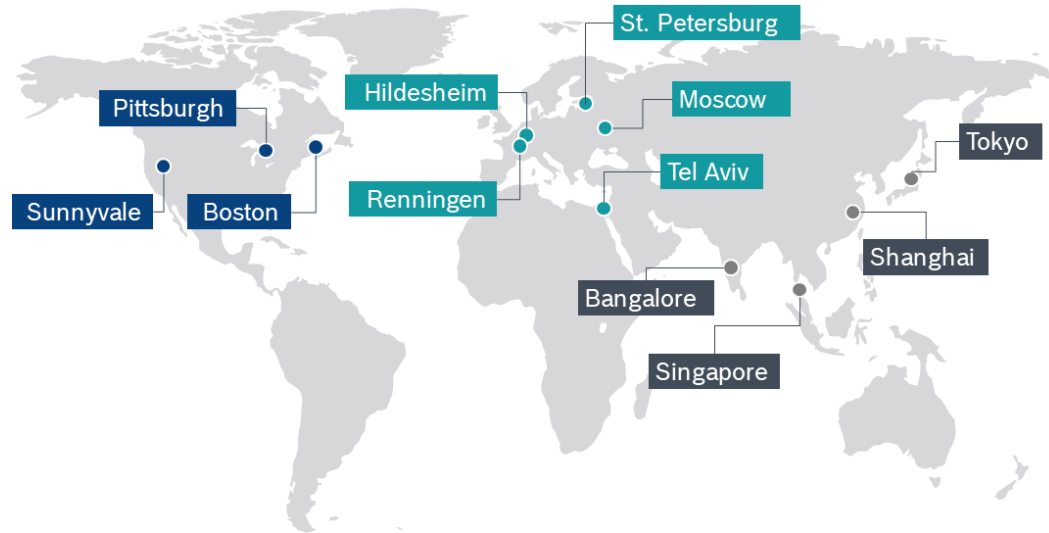 St. Petersburg
Hildesheim
Moscow
Pittsburgh
Tokyo
Tel Aviv
Renningen
Sunnyvale
Boston
Shanghai
Bangalore
Singapore